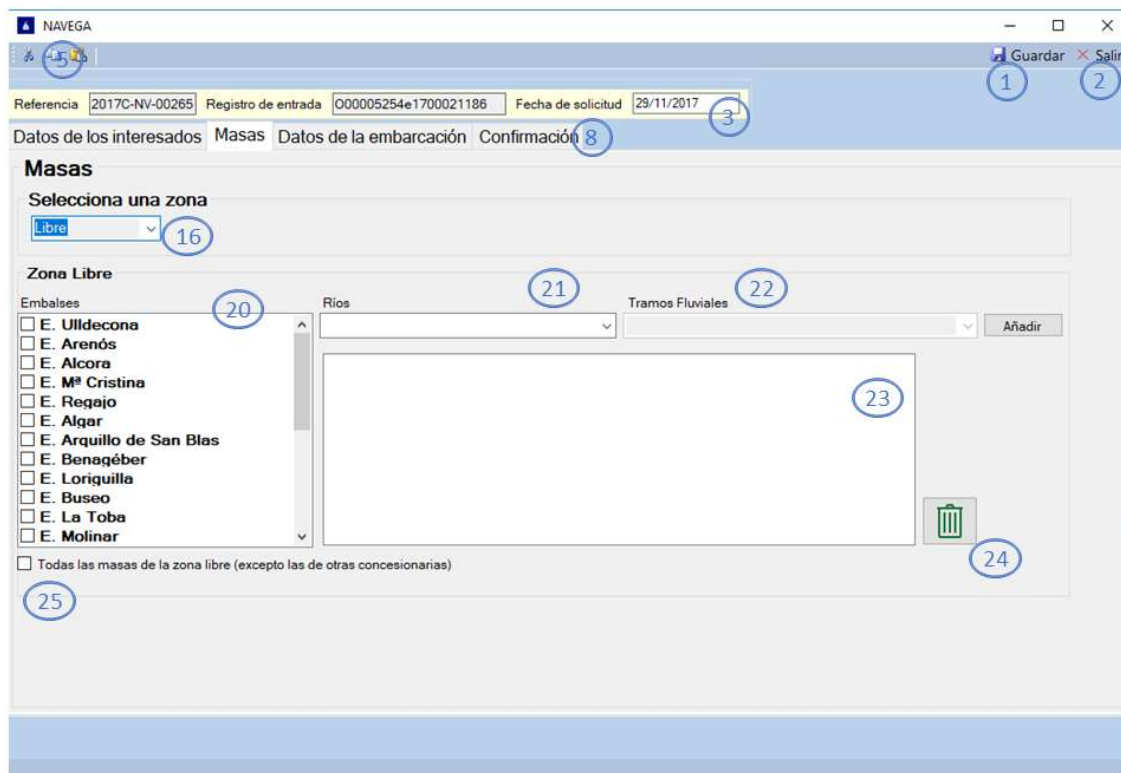 NAVEGA
5
Guardar
Salir
1
2
Referencia 2017C-NV-00265 Registro de entrada O00005254e1700021186 Fecha de solicitud 29/11/2017
3
Datos de los interesados Masas Datos de la embarcación Confirmación 8
Masas
Selecciona una zona
Libre
16
Zona Libre
Embalses 20 Ríos 21 Tramos Fluviales 22
E. Ulldecona
Añadir
E. Arenós
E. Alcora
E. Mª Cristina
E. Regajo
23
E. Algar
E. Arquillo de San Blas
E. Benagéber
E. Loriguilla
E. Buseo
E. La Toba
E. Molinar
24
Todas las masas de la zona libre (excepto las de otras concesionarias)
25